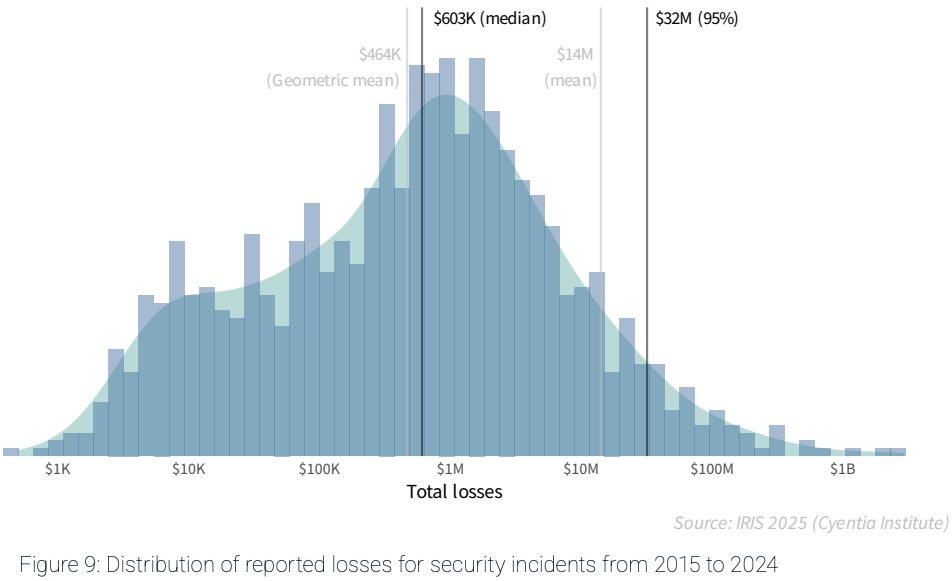 $603K (median)
$32M (95%)
$464K
(Geometric mean)
$14M
(mean)
$1K
$10K
$100K
$1M
$10M
$100M
$1B
Total losses
Source: IRIS 2025 (Cyentia Institute)
Figure 9: Distribution of reported losses for security incidents from 2015 to 2024